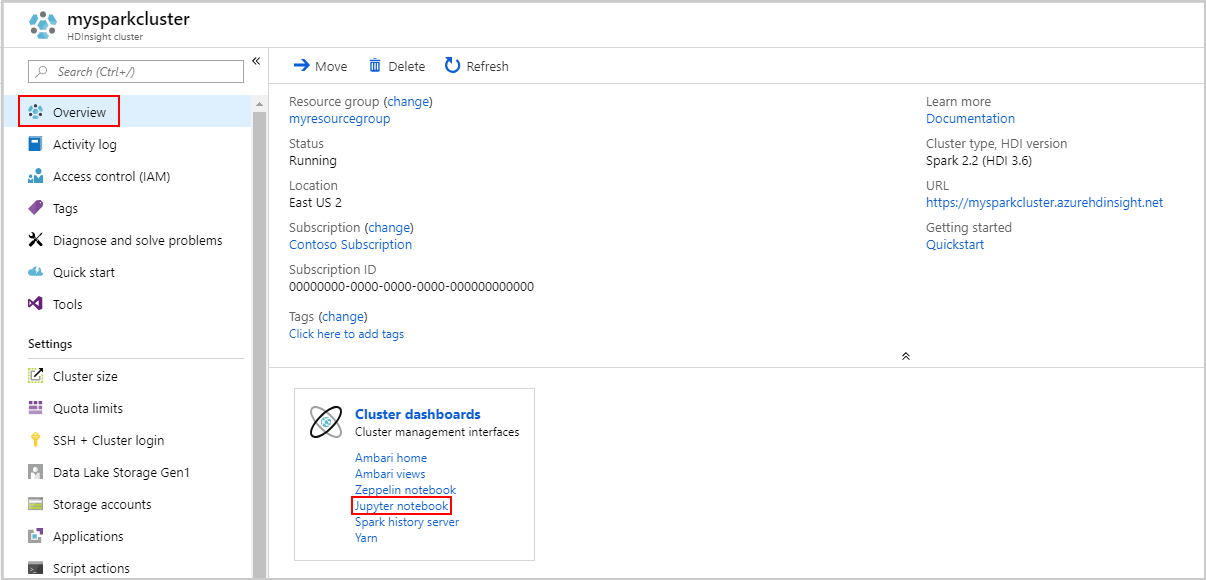 mysparkcluster
HDInsight cluster
Search (Ctrl+/)
«
Overview
Activity log
Access control (IAM)
Tags
Diagnose and solve problems
Quick start
Tools
Settings
Cluster size
Quota limits
SSH + Cluster login
Data Lake Storage Gen1
Storage accounts
Applications
Script actions
Move
Delete
Refresh
Resource group (change)
myresourcegroup
Status
Running
Location
East US 2
Subscription (change)
Contoso Subscription
Subscription ID
00000000-0000-0000-0000-000000000000
Tags (change)
Click here to add tags
Learn more
Documentation
Cluster type, HDI version
Spark 2.2 (HDI 3.6)
URL
https://mysparkcluster.azurehdinsight.net
Getting started
Quickstart
Cluster dashboards
Cluster management interfaces
Ambari home
Ambari views
Zeppelin notebook
Jupyter notebook
Spark history server
Yarn